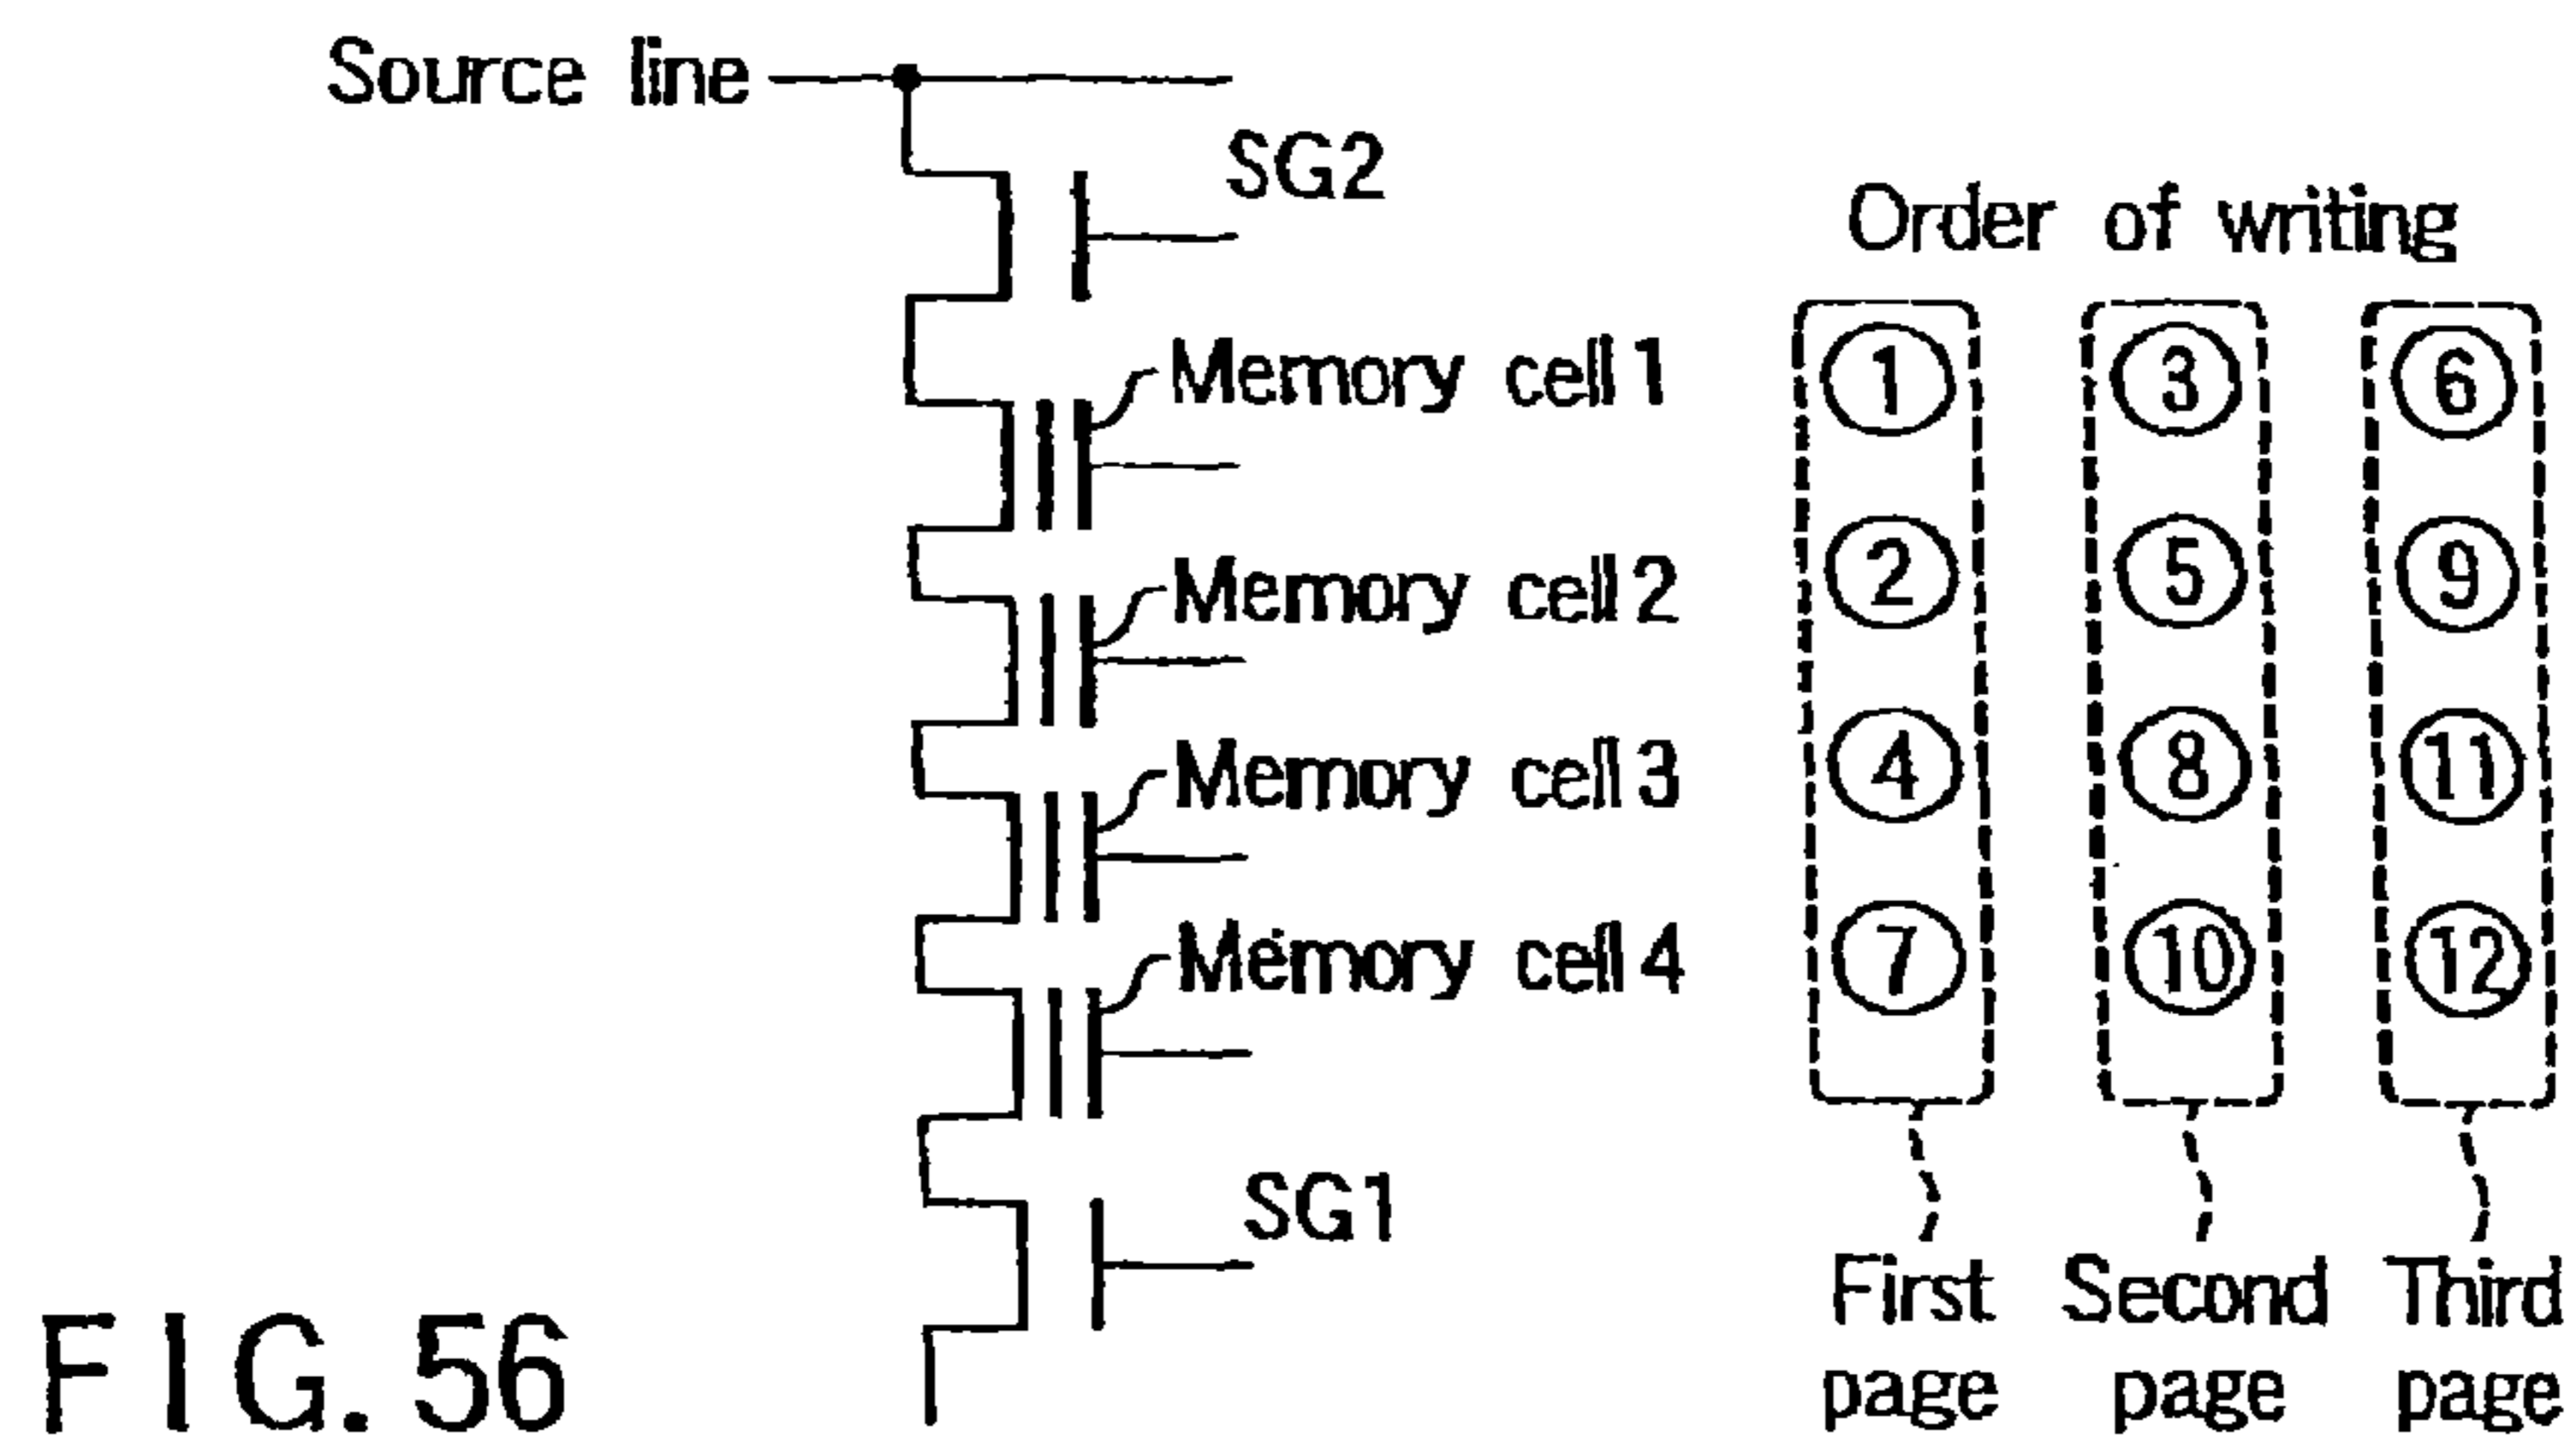 Source line
SG2
Order of writing
Memory cell 1
1 3 6
Memory cell 2
2 5 9
Memory cell 3
4 8 11
Memory cell 4
7 10 12
SG1
First Second Third
page page page
FIG. 56